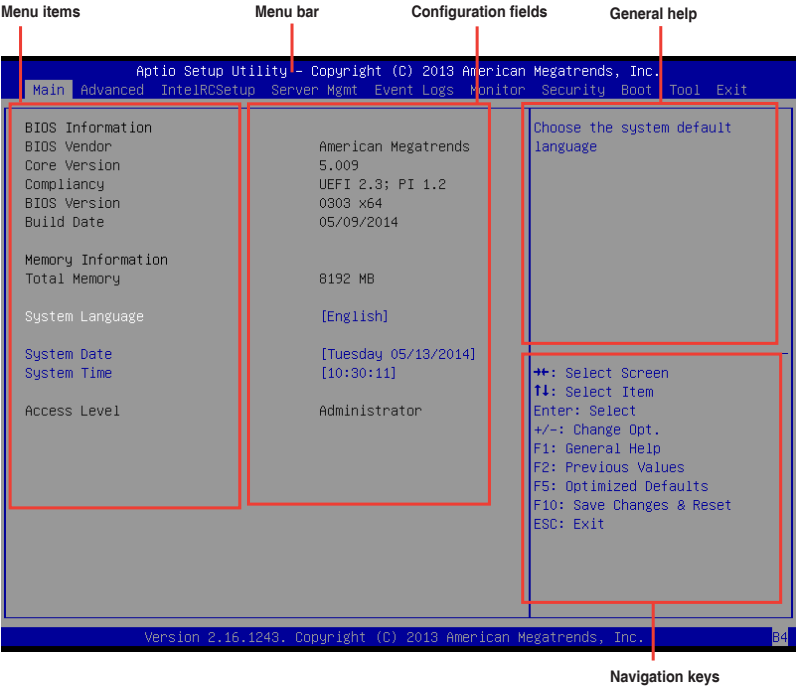 Menu items Menu bar Configuration fields General help
Aptio Setup Utility – Copyright (C) 2013 American Megatrends, Inc.
Main Advanced IntelRCSetup Server Mgmt Event Logs Monitor Security Boot Tool Exit
BIOS Information
BIOS Vendor American Megatrends
Core Version 5.009
Compliancy UEFI 2.3; PI 1.2
BIOS Version 0303 x64
Build Date 05/09/2014
Memory Information
Total Memory 8192 MB
System Language [English]
System Date [Tuesday 05/13/2014]
System Time [10:30:11]
Access Level Administrator
Choose the system default
language
→←: Select Screen
↑↓: Select Item
Enter: Select
+/-: Change Opt.
F1: General Help
F2: Previous Values
F5: Optimized Defaults
F10: Save Changes & Reset
ESC: Exit
Version 2.16.1243. Copyright (C) 2013 American Megatrends, Inc.
B4
Navigation keys